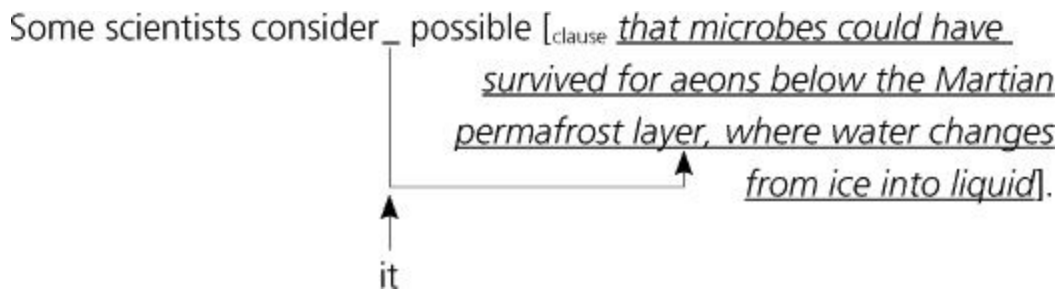 Some scientists consider _ possible [clause that microbes could have
survived for aeons below the Martian
permafrost layer, where water changes
from ice into liquid].
it